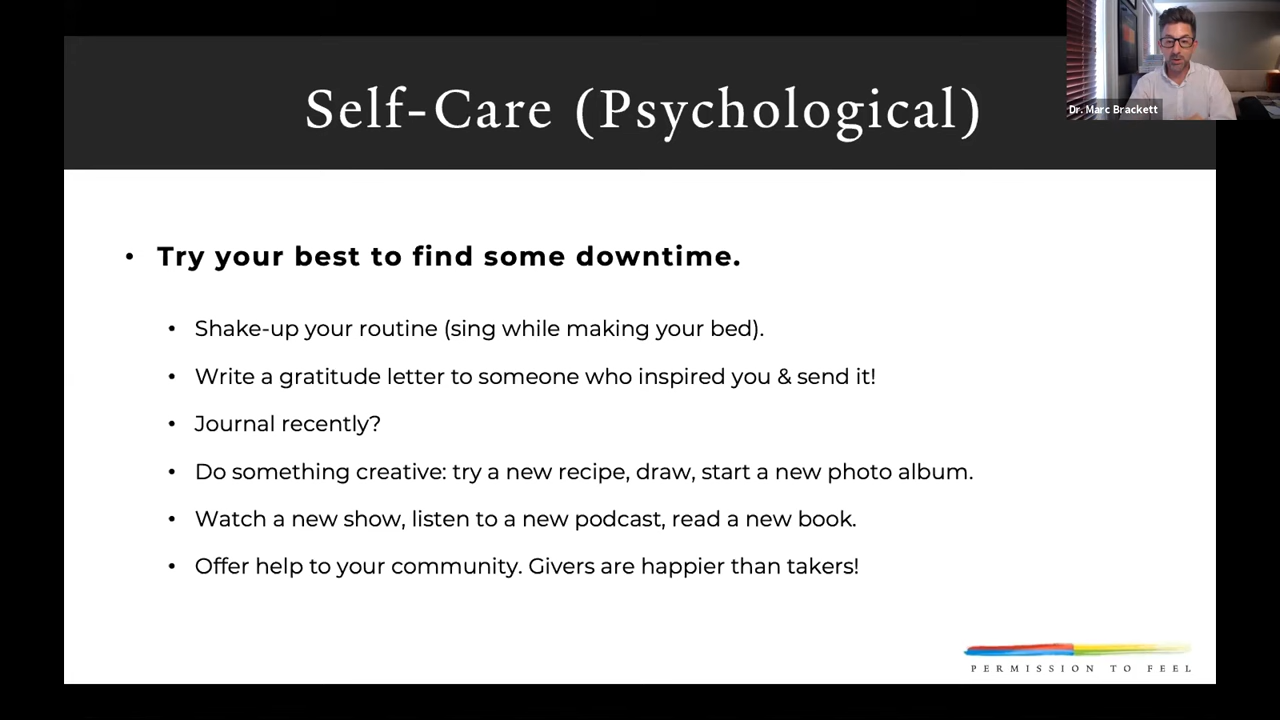 Self-Care (Psychological)
Dr. Marc Brackett
• Try your best to find some downtime.
• Shake-up your routine (sing while making your bed).
• Write a gratitude letter to someone who inspired you & send it!
• Journal recently?
• Do something creative: try a new recipe, draw, start a new photo album.
• Watch a new show, listen to a new podcast, read a new book.
• Offer help to your community. Givers are happier than takers!
PERMISSION TO FEEL